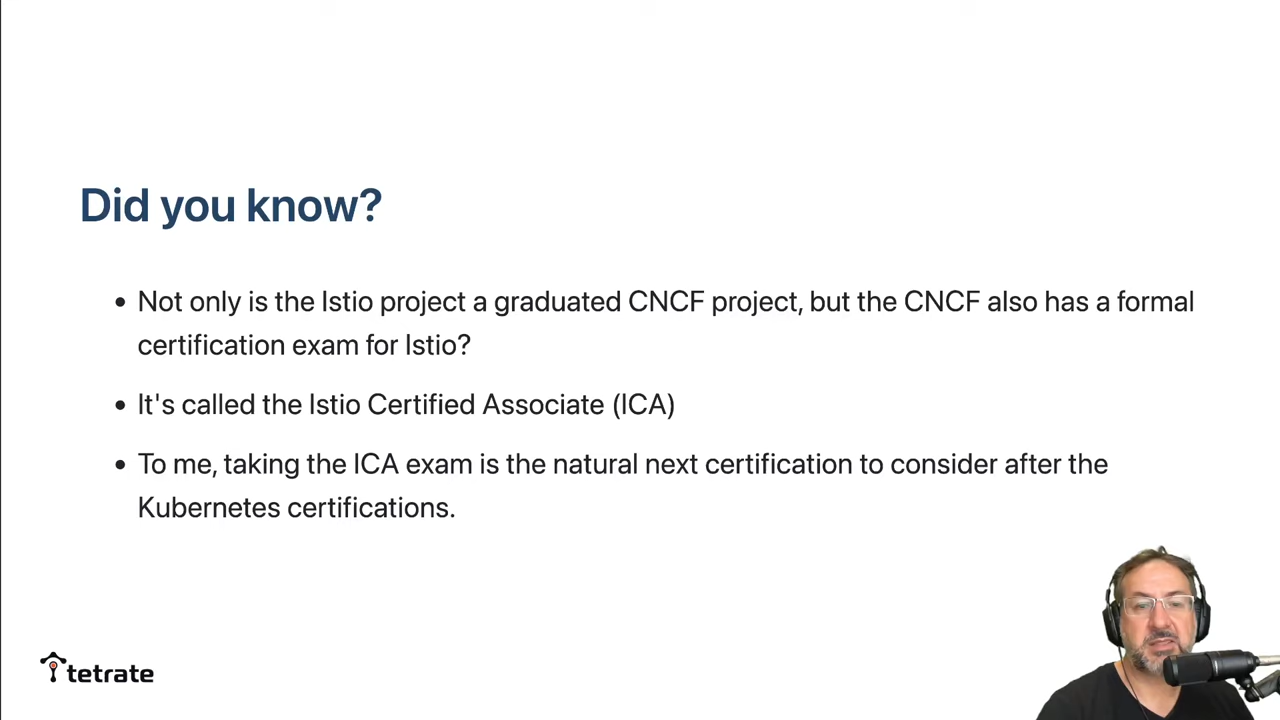 Did you know?
• Not only is the Istio project a graduated CNCF project, but the CNCF also has a formal
certification exam for Istio?
• It's called the Istio Certified Associate (ICA)
• To me, taking the ICA exam is the natural next certification to consider after the
Kubernetes certifications.
tetrate